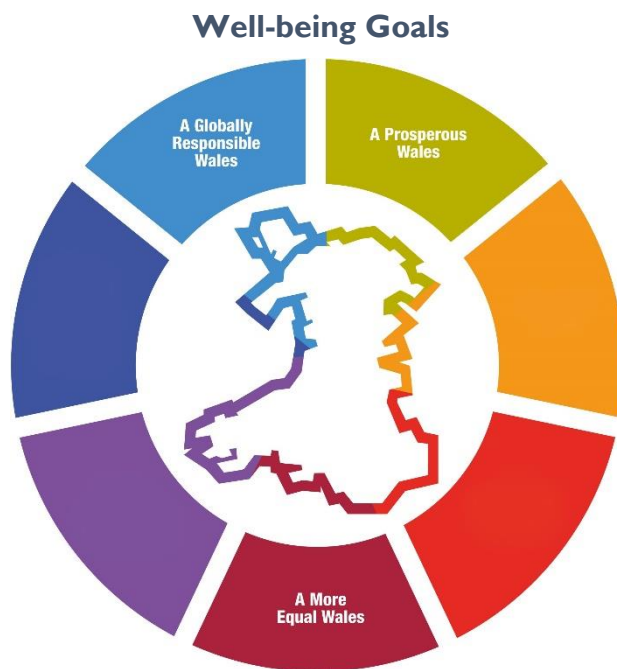 Well-being Goals
A Globally
Responsible
Wales
A Prosperous
Wales
A More
Equal Wales